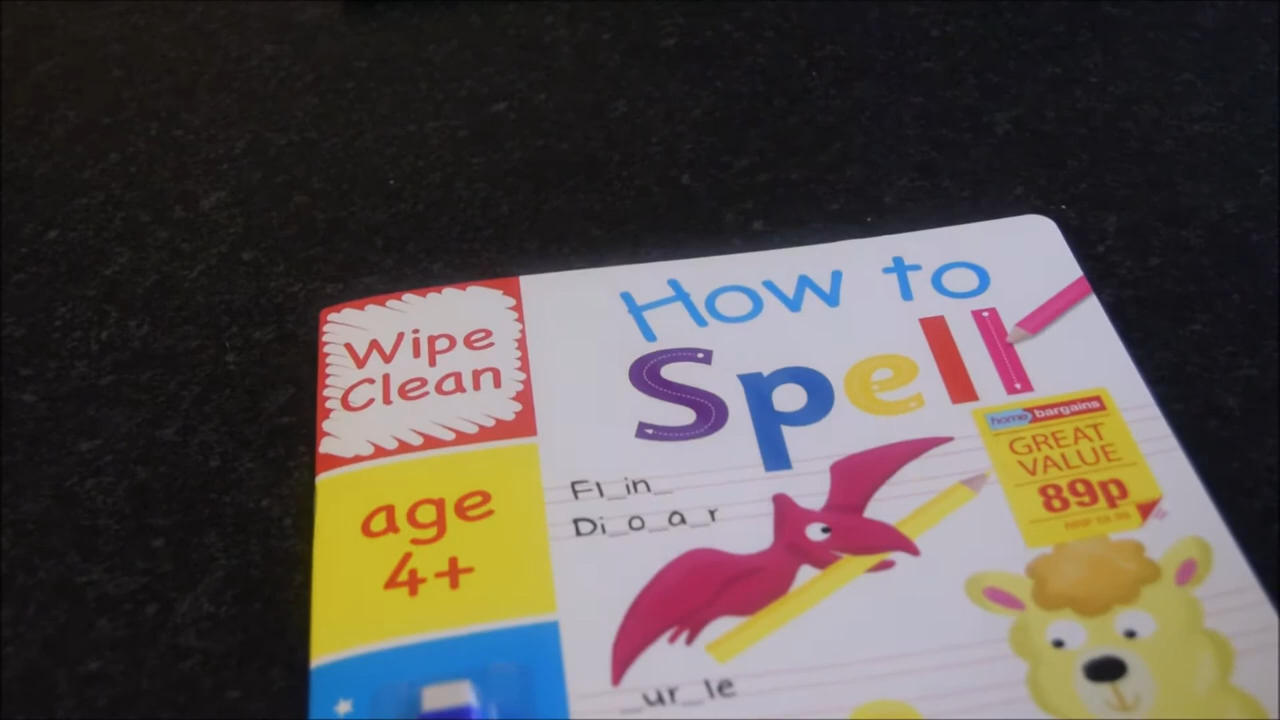 Wipe
Clean
age
4+
How to
Spell
home bargains
GREAT
VALUE
89p
Fl_in_
Di_o_a_r
_ur_le